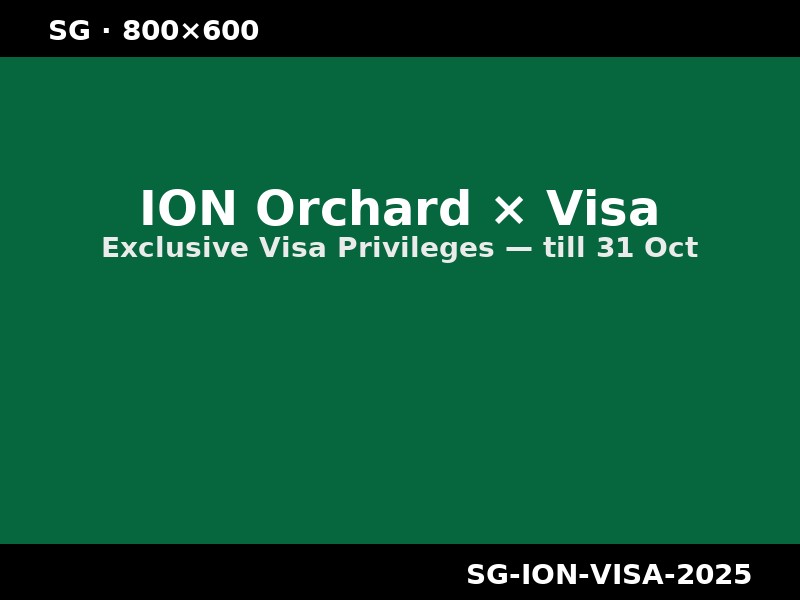 SG · 800×600
ION Orchard × Visa
Exclusive Visa Privileges — till 31 Oct
SG-ION-VISA-2025